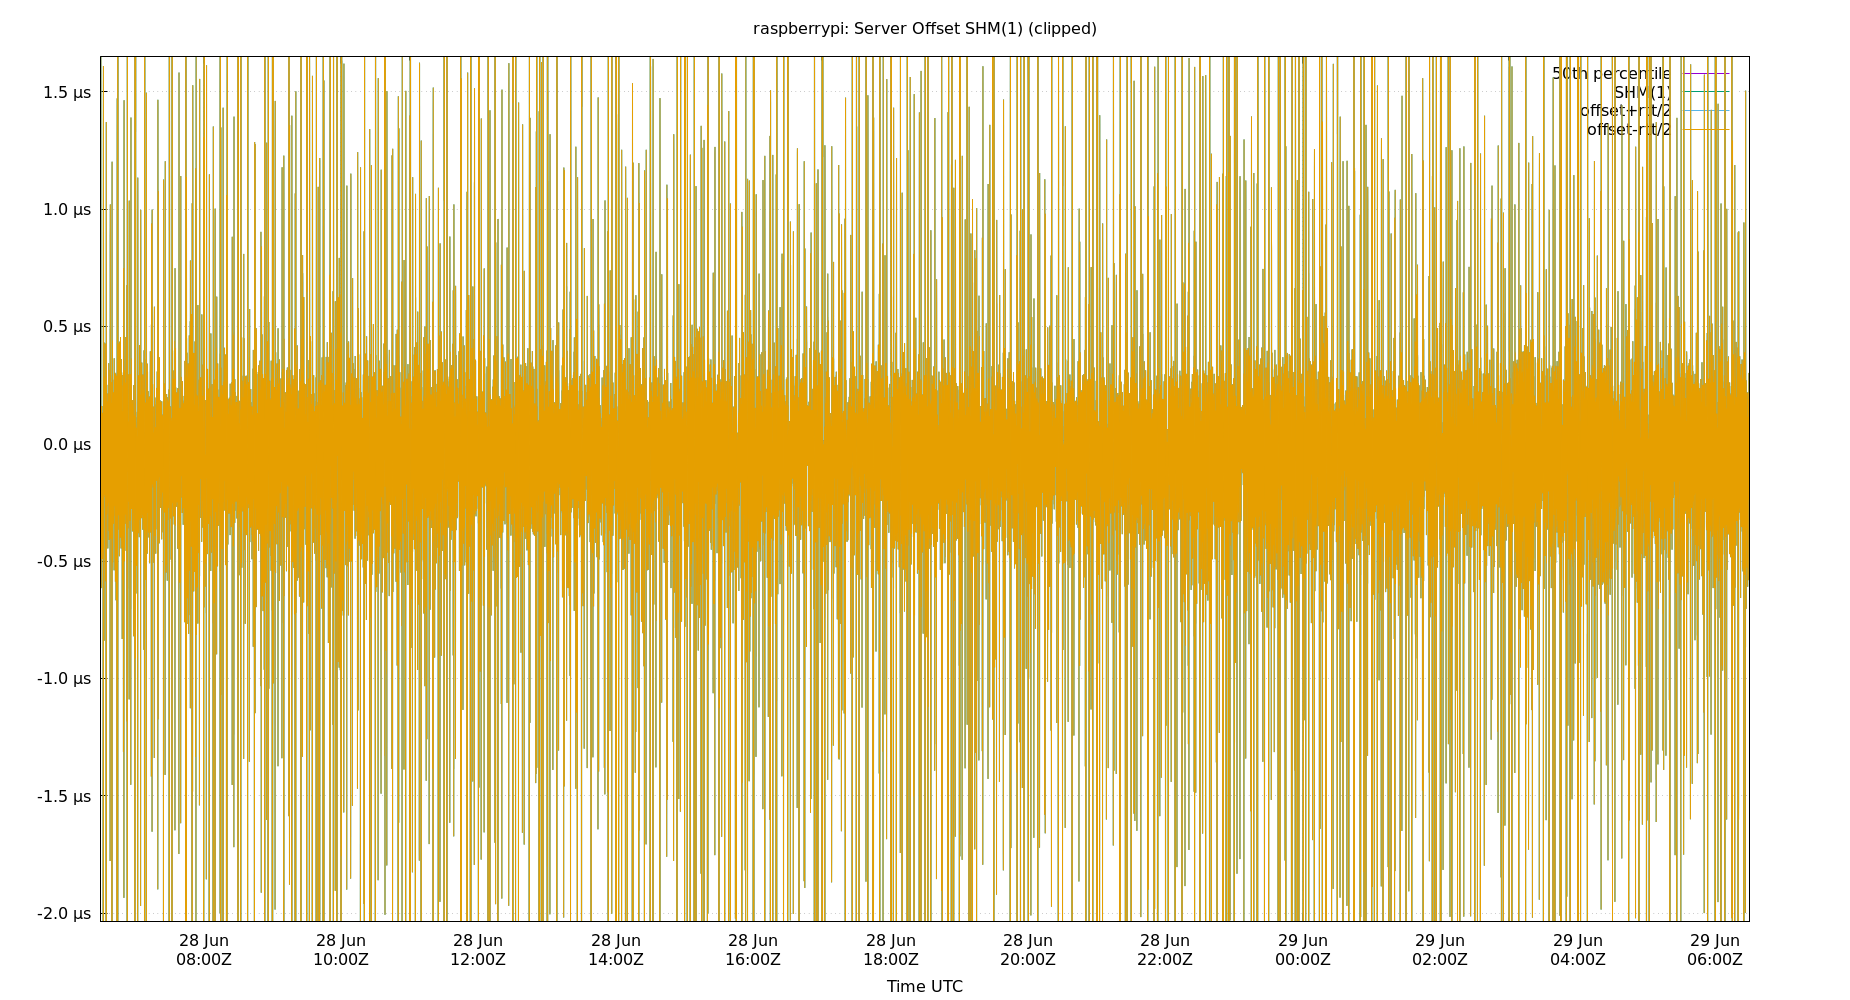 raspberrypi: Server Offset SHM(1) (clipped)
50th percentile
SHM(1)
offset+rtt/2
offset-rtt/2
1.5 µs
1.0 µs
0.5 µs
0.0 µs
-0.5 µs
-1.0 µs
-1.5 µs
-2.0 µs
28 Jun 28 Jun 28 Jun 28 Jun 28 Jun 28 Jun 28 Jun 28 Jun 29 Jun 29 Jun 29 Jun 29 Jun
08:00Z 10:00Z 12:00Z 14:00Z 16:00Z 18:00Z 20:00Z 22:00Z 00:00Z 02:00Z 04:00Z 06:00Z
Time UTC